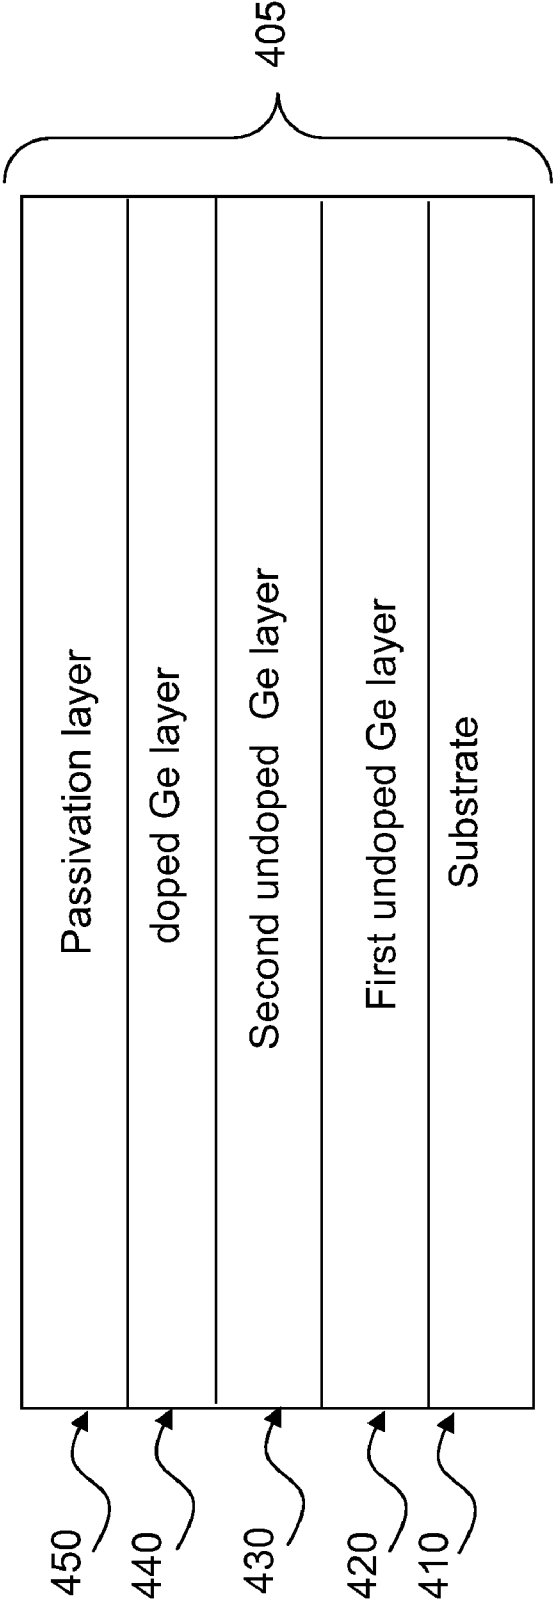 405
450
Passivation layer
440
doped Ge layer
430
Second undoped Ge layer
420
First undoped Ge layer
410
Substrate